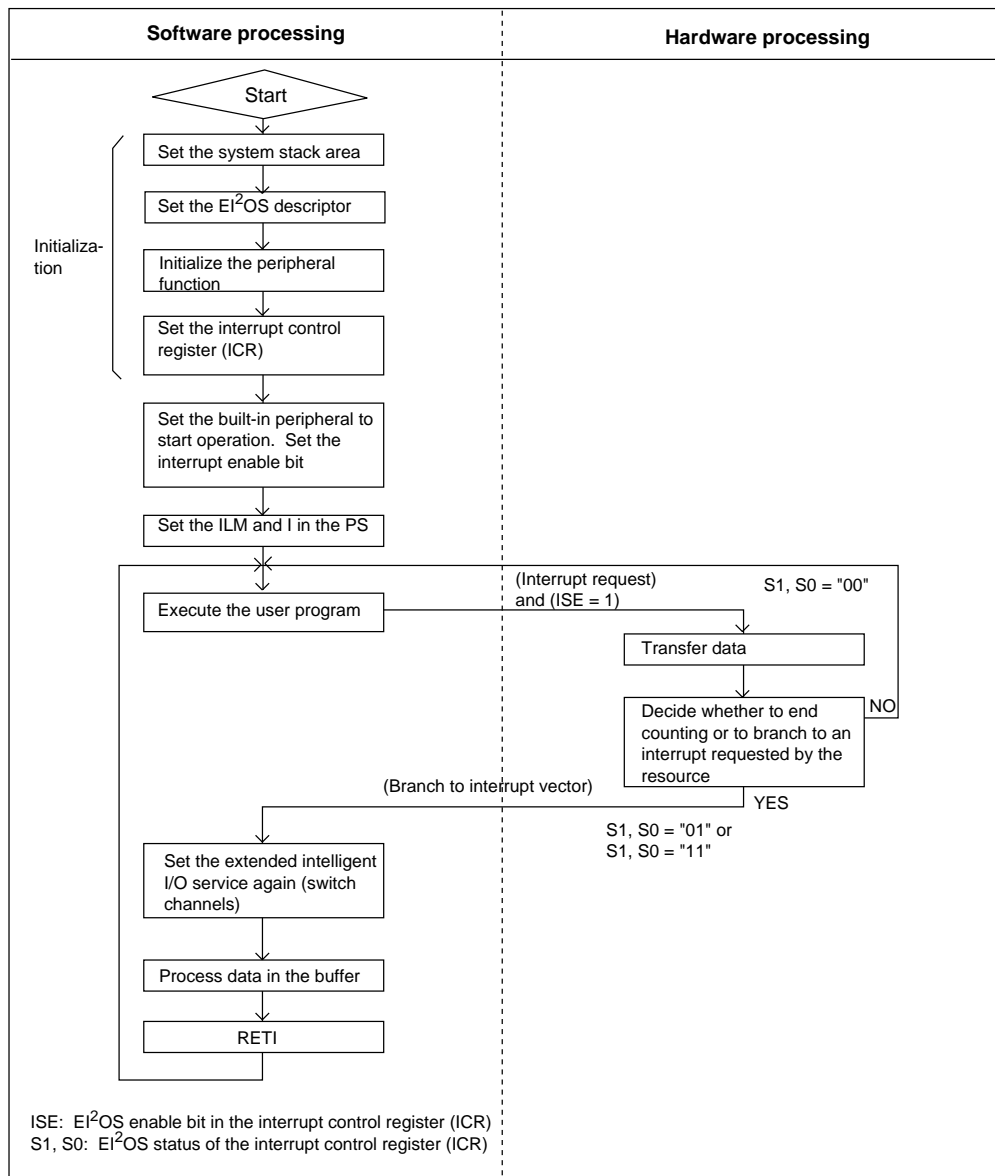 Software processing
Hardware processing
Start
Set the system stack area
Set the EI²OS descriptor
Initializa-
tion
Initialize the peripheral
function
Set the interrupt control
register (ICR)
Set the built-in peripheral to
start operation.  Set the
interrupt enable bit
Set the ILM and I in the PS
(Interrupt request)
and (ISE = 1)
S1, S0 = "00"
Execute the user program
Transfer data
NO
Decide whether to end
counting or to branch to an
interrupt requested by the
resource
(Branch to interrupt vector)
YES
S1, S0 = "01" or
S1, S0 = "11"
Set the extended intelligent
I/O service again (switch
channels)
Process data in the buffer
RETI
ISE:  EI²OS enable bit in the interrupt control register (ICR)
S1, S0:  EI²OS status of the interrupt control register (ICR)